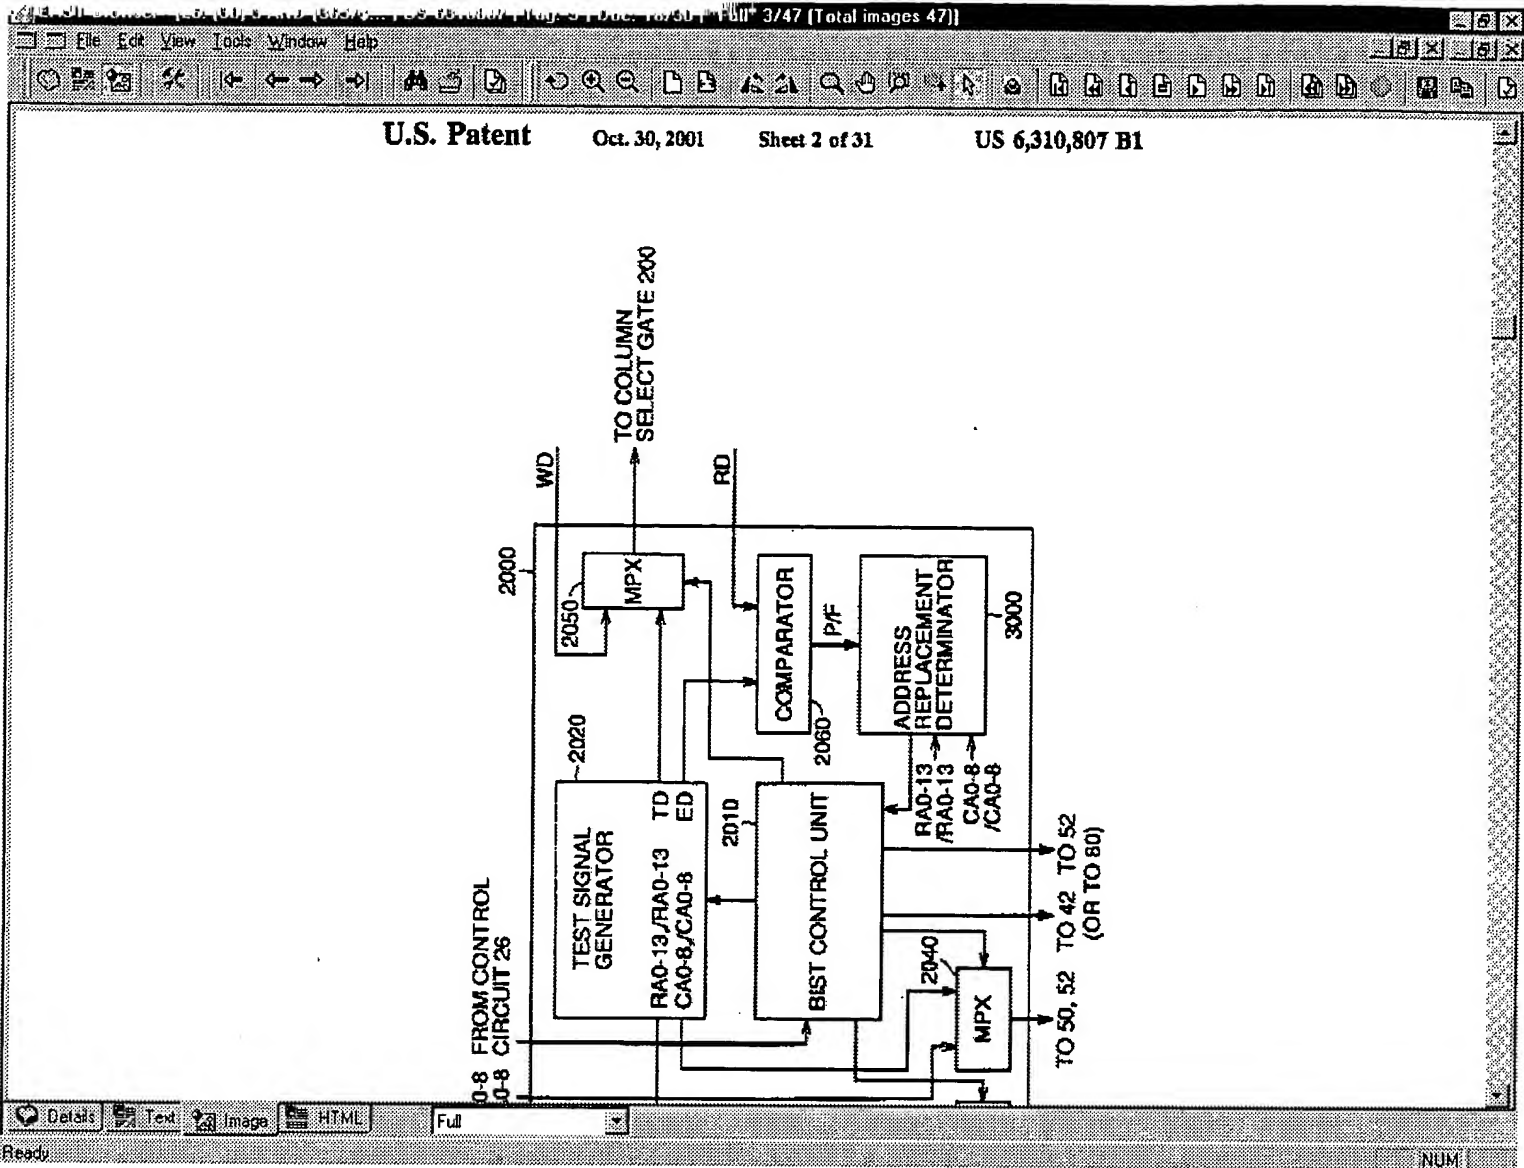 3/47 (Total images 47)]
File Edit View Tools Window Help
U.S. Patent Oct. 30, 2001 Sheet 2 of 31 US 6,310,807 B1
TO COLUMN
SELECT GATE 200
WD
RD
2000
2050
MPX
COMPARATOR
2060
P/F
ADDRESS
REPLACEMENT
DETERMINATOR
3000
2020
TEST SIGNAL
GENERATOR
TD
ED
RA0-13,/RA0-13
CA0-8,/CA0-8
2010
BIST CONTROL UNIT
RA0-13
/RA0-13
CA0-8
/CA0-8
FROM CONTROL
CIRCUIT 26
0-8
0-8
2040
MPX
TO 52
TO 42
(OR TO 80)
TO 50, 52
Details Text Image HTML Full
Ready NUM